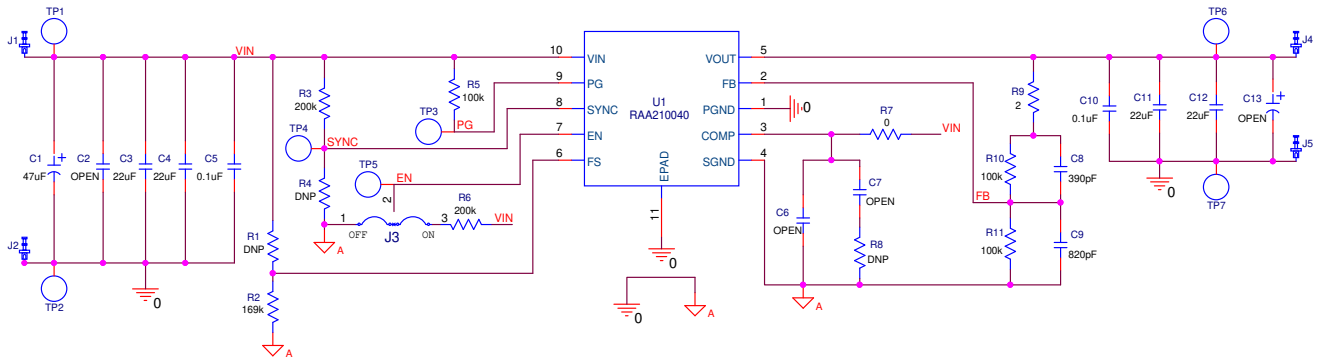 TP1
J1
VIN
R3
200k
R5
100k
TP3
PG
TP4
SYNC
TP5
EN
C1
47uF
C2
OPEN
C3
22uF
C4
22uF
C5
0.1uF
R4
DNP
1
2
3
OFF
J3
ON
R6
200k
VIN
A
J2
TP2
0
R1
DNP
R2
169k
A
10
9
8
7
6
VIN
PG
SYNC
EN
FS
U1
RAA210040
VOUT
FB
PGND
COMP
SGND
EPAD
11
0
0
A
5
2
1
3
4
0
R7
0
VIN
C7
OPEN
C6
OPEN
R8
DNP
A
TP6
J4
R9
2
C10
0.1uF
C11
22uF
C12
22uF
C13
OPEN
J5
0
TP7
R10
100k
C8
390pF
FB
R11
100k
C9
820pF